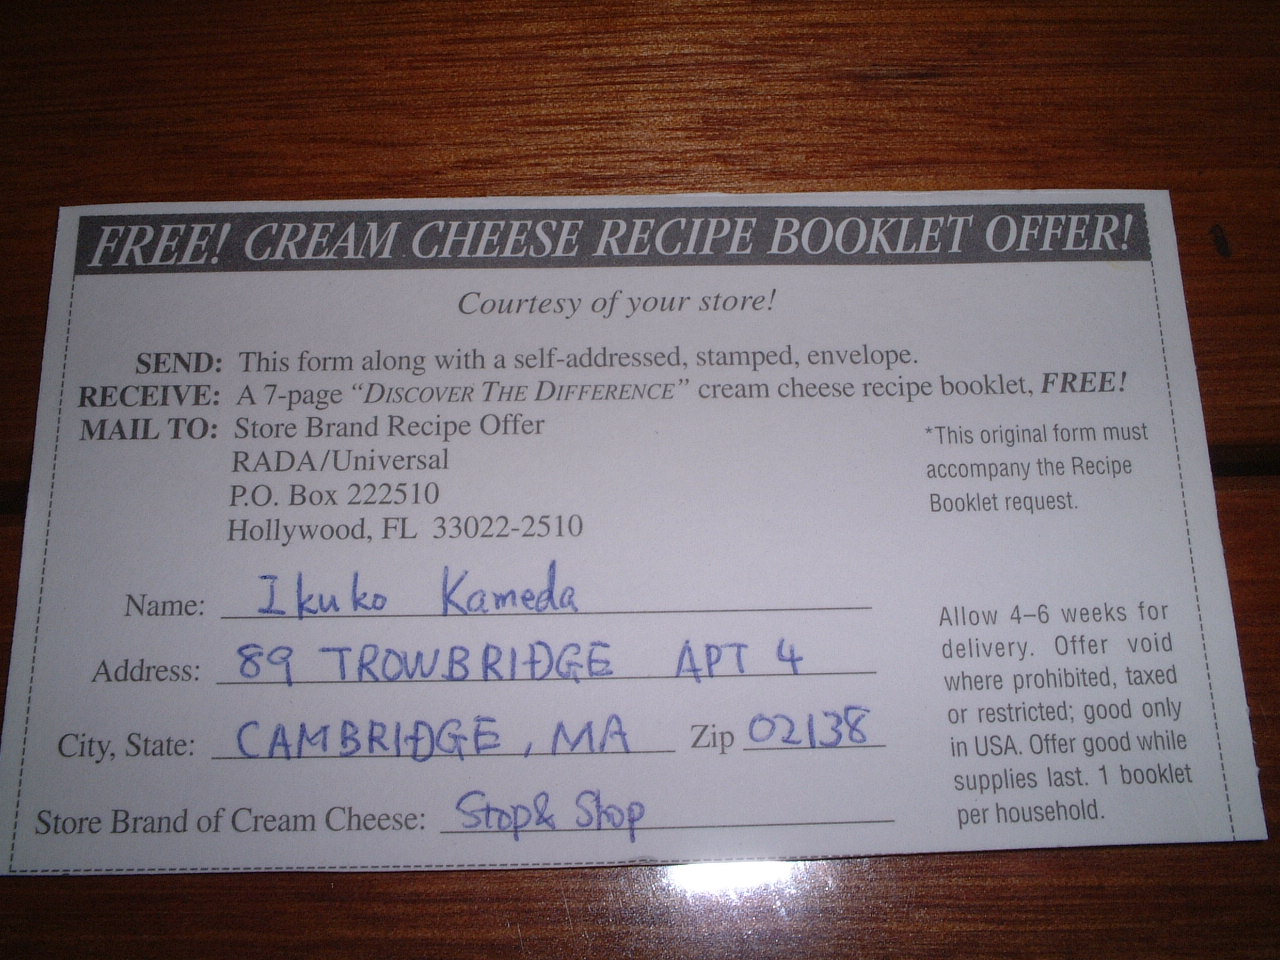 FREE! CREAM CHEESE RECIPE BOOKLET OFFER!
Courtesy of your store!
SEND: This form along with a self-addressed, stamped, envelope.
RECEIVE: A 7-page "DISCOVER THE DIFFERENCE" cream cheese recipe booklet, FREE!
MAIL TO: Store Brand Recipe Offer
RADA/Universal
P.O. Box 222510
Hollywood, FL 33022-2510
*This original form must
accompany the Recipe
Booklet request.
Name: Ikuko Kameda
Address: 89 TROWBRIDGE APT 4
City, State: CAMBRIDGE, MA Zip 02138
Store Brand of Cream Cheese: Stop & Shop
Allow 4–6 weeks for
delivery. Offer void
where prohibited, taxed
or restricted; good only
in USA. Offer good while
supplies last. 1 booklet
per household.